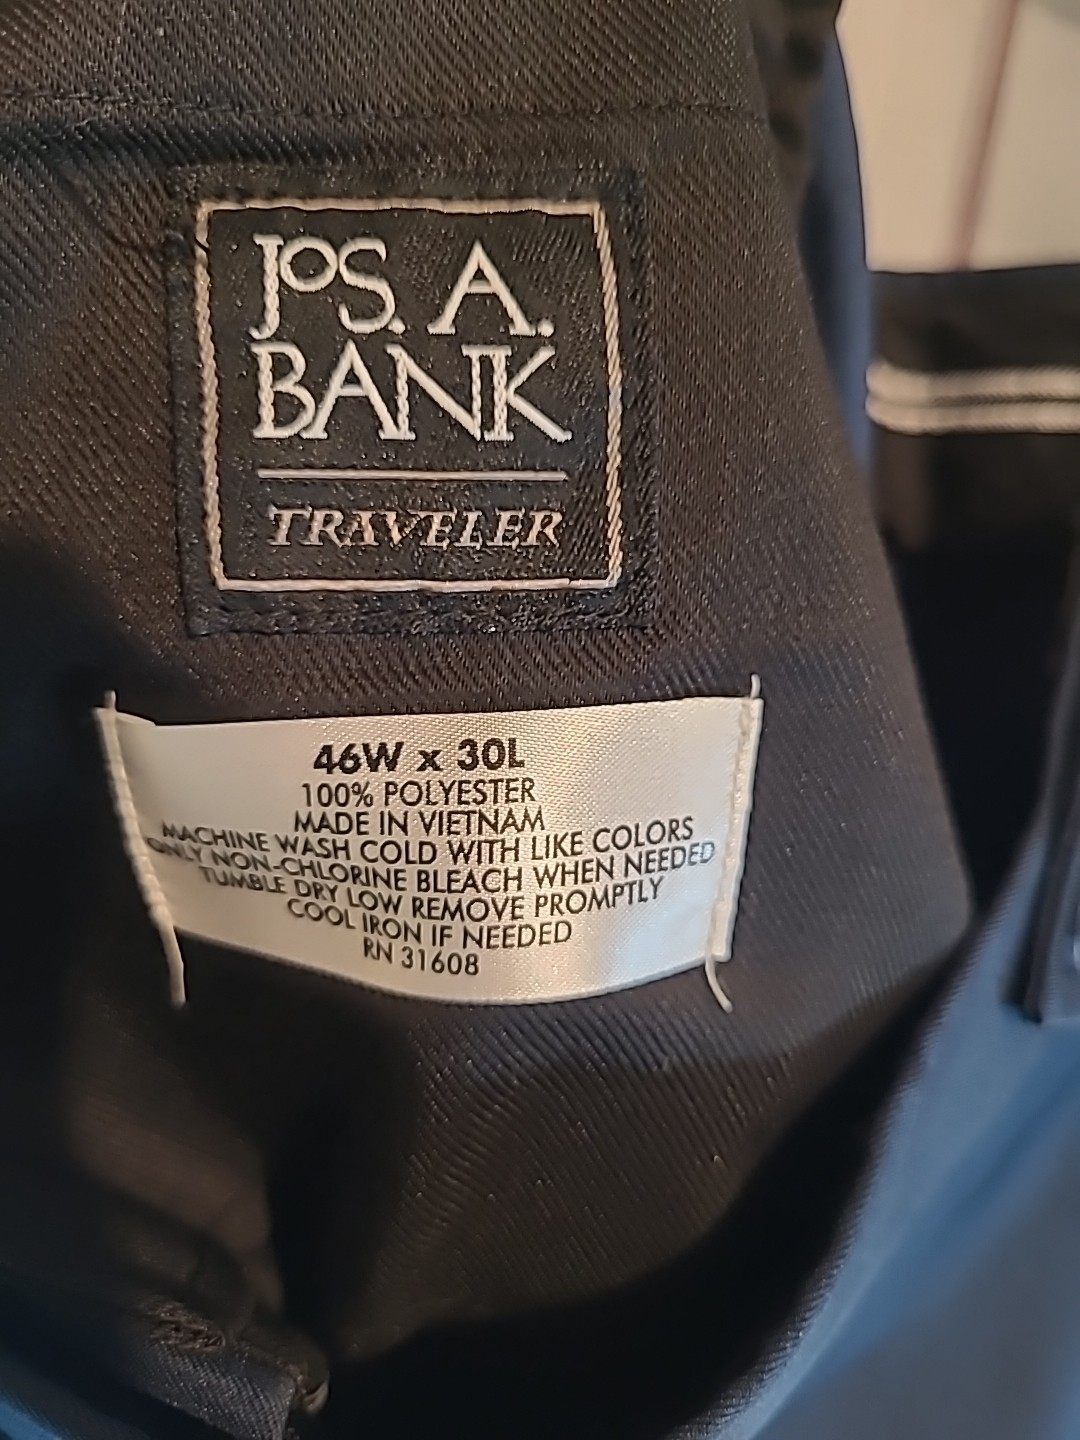 JOS. A.
BANK
TRAVELER
46W x 30L
100% POLYESTER
MADE IN VIETNAM
MACHINE WASH COLD WITH LIKE COLORS
ONLY NON-CHLORINE BLEACH WHEN NEEDED
TUMBLE DRY LOW REMOVE PROMPTLY
COOL IRON IF NEEDED
RN 31608